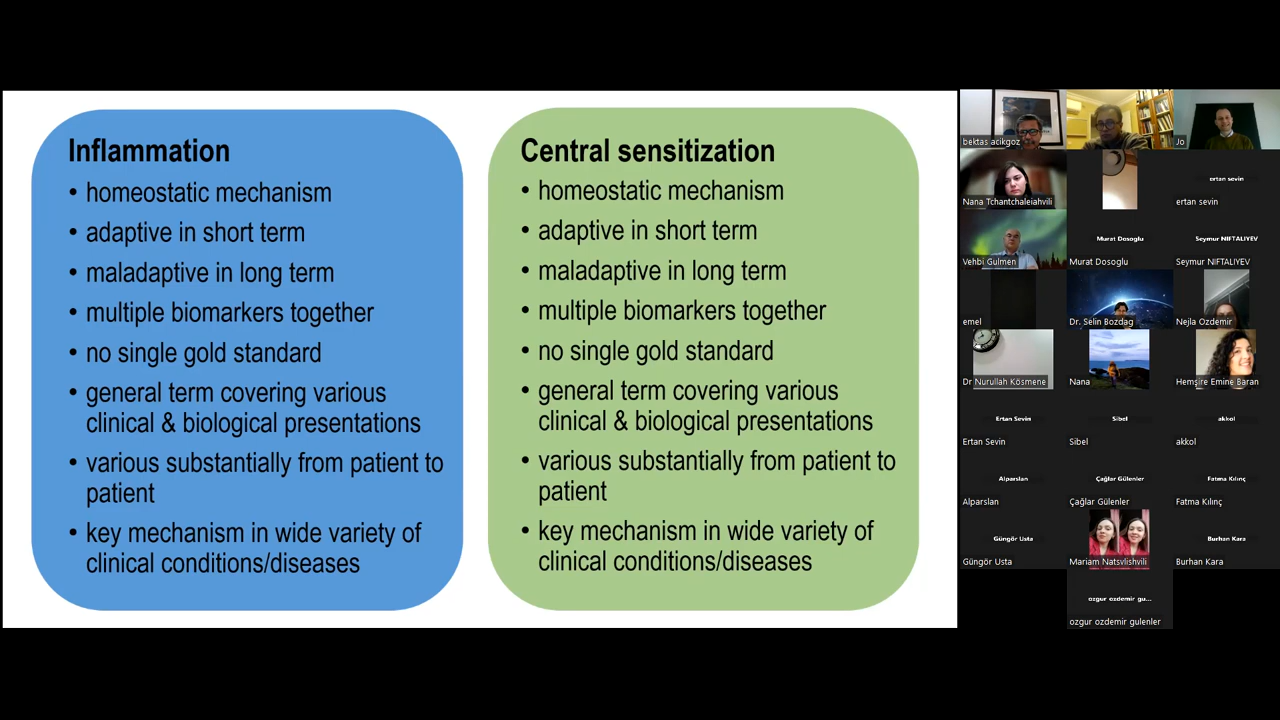 Inflammation
• homeostatic mechanism
• adaptive in short term
• maladaptive in long term
• multiple biomarkers together
• no single gold standard
• general term covering various
clinical & biological presentations
• various substantially from patient to
patient
• key mechanism in wide variety of
clinical conditions/diseases
Central sensitization
• homeostatic mechanism
• adaptive in short term
• maladaptive in long term
• multiple biomarkers together
• no single gold standard
• general term covering various
clinical & biological presentations
• various substantially from patient to
patient
• key mechanism in wide variety of
clinical conditions/diseases
bektas acikgoz
Jo
Nana Tchantchaleiahvili
ertan sevin
ertan sevin
Vehbi Gulmen
Murat Dosoglu
Murat Dosoglu
Seymur NIFTALIYEV
Seymur NIFTALIYEV
emel
Dr. Selin Bozdag
Nejla Ozdemir
Dr Nurullah Kösmene
Nana
Hemşire Emine Baran
Ertan Sevin
Ertan Sevin
Sibel
Sibel
akkol
akkol
Alparslan
Alparslan
Çağlar Gülenler
Çağlar Gülenler
Fatma Kılınç
Fatma Kılınç
Güngör Usta
Güngör Usta
Mariam Natsvlishvili
Burhan Kara
Burhan Kara
ozgur ozdemir gu...
ozgur ozdemir gulenler